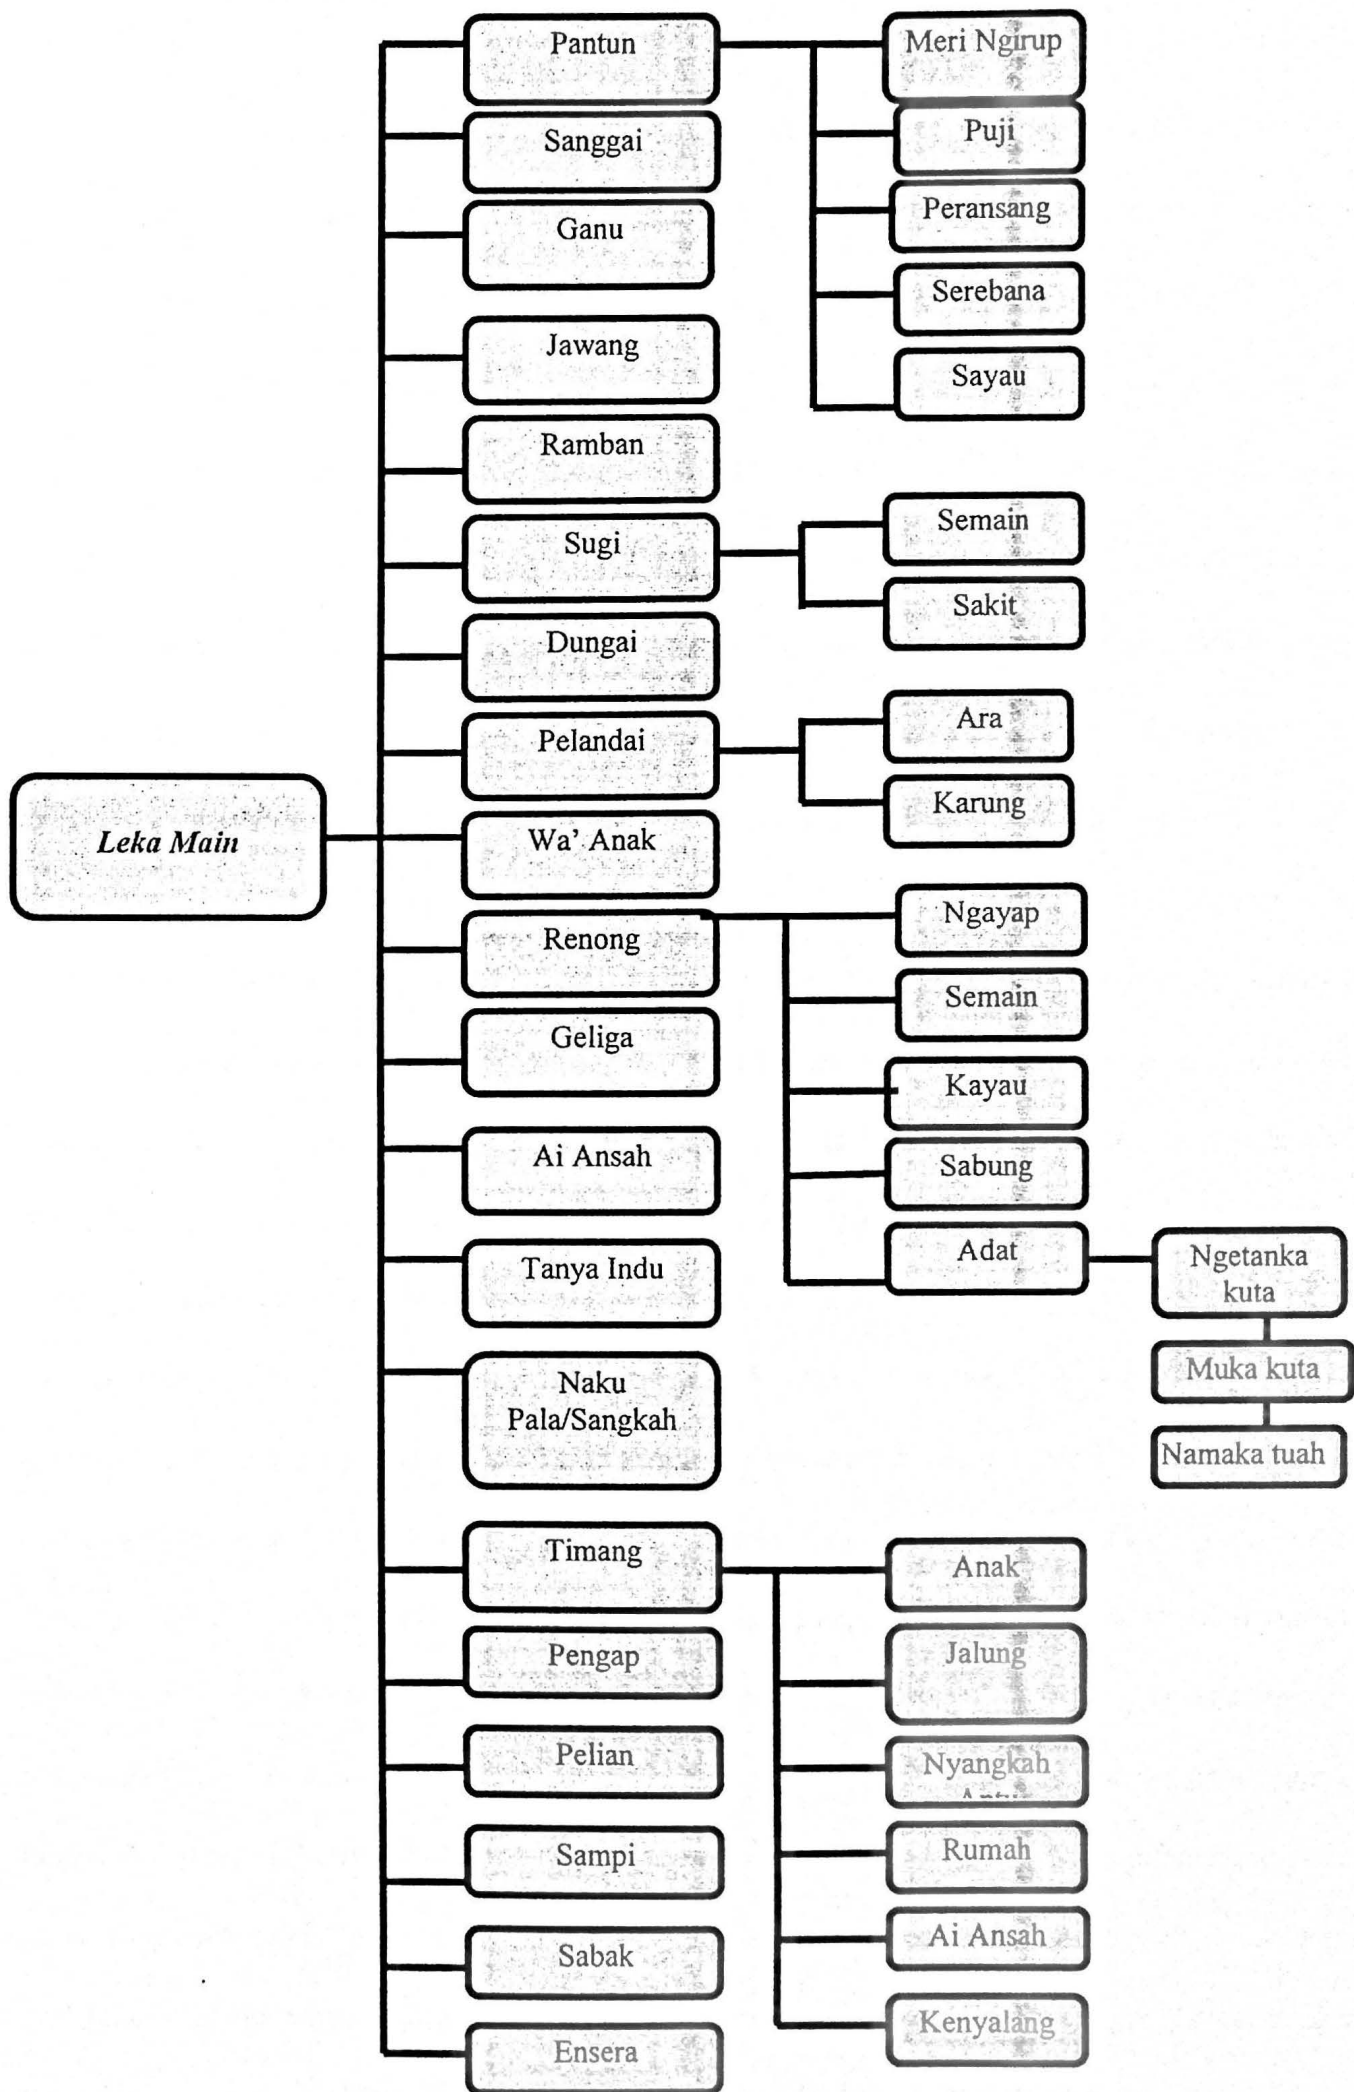 Pantun
Meri Ngirup
Puji
Sanggai
Peransang
Ganu
Serebana
Jawang
Sayau
Ramban
Semain
Sugi
Sakit
Dungai
Ara
Pelandai
Karung
Leka Main
Wa' Anak
Renong
Ngayap
Semain
Geligai
Kayau
Ai Ansah
Sabung
Adat
Tanya Indu
Ngetanka
kuta
Muka kuta
Naku
Pala/Sangkah
Namaka tuah
Timang
Anak
Pengap
Jalung
Pelian
Nyangkah
Rumah
Sampi
Ai Ansah
Sabak
Kenyalang
Ensera